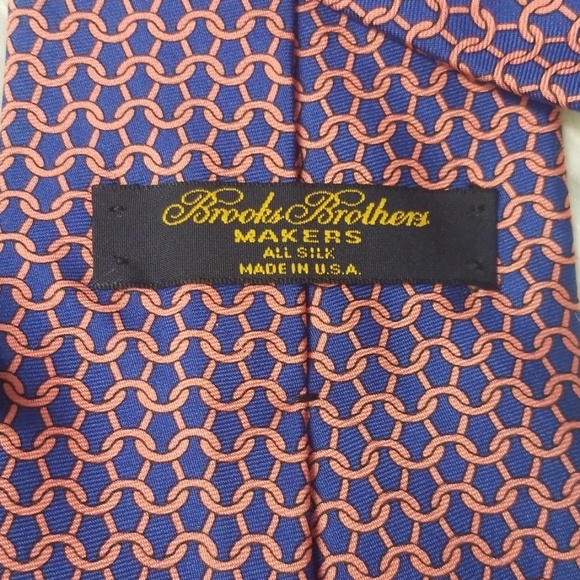 Brooks Brothers
MAKERS
ALL SILK
MADE IN U.S.A.